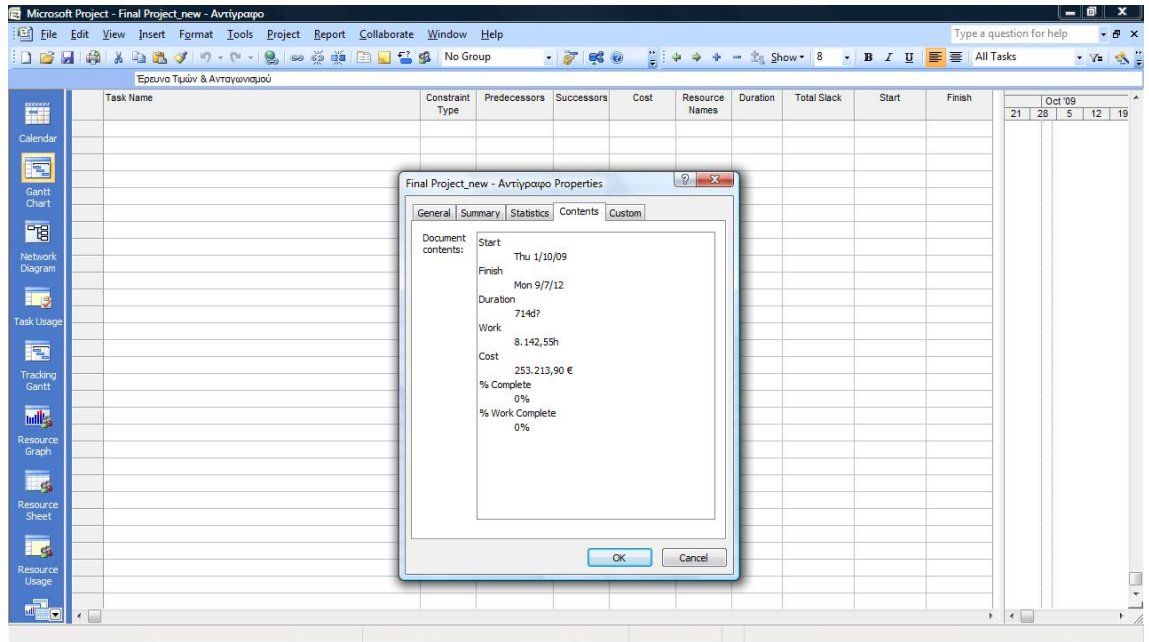 Microsoft Project - Final Project_new - Αντίγραφο
File Edit View Insert Format Tools Project Report Collaborate Window Help
Type a question for help
No Group
Show
8
B I U
All Tasks
Έρευνα Τιμών & Ανταγωνισμού
Task Name
Constraint Type
Predecessors
Successors
Cost
Resource Names
Duration
Total Slack
Start
Finish
Oct '09
21 28 5 12 19
Calendar
Gantt
Chart
Network
Diagram
Task Usage
Tracking
Gantt
Resource
Graph
Resource
Sheet
Resource
Usage
Final Project_new - Αντίγραφο Properties
General Summary Statistics Contents Custom
Document
contents:
Start
Thu 1/10/09
Finish
Mon 9/7/12
Duration
714d?
Work
8.142,55h
Cost
253.213,90 €
% Complete
0%
% Work Complete
0%
OK Cancel